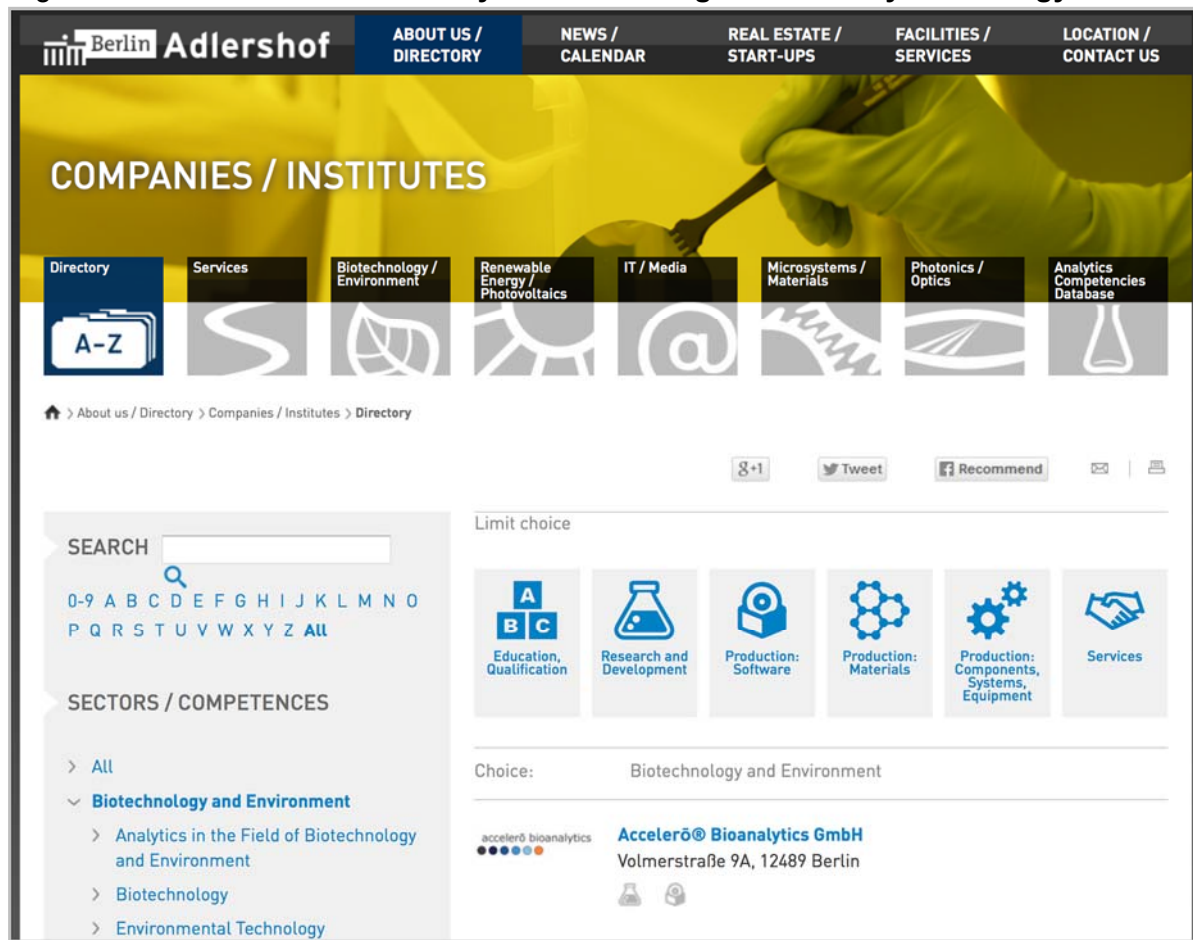 Berlin Adlershof
ABOUT US /
DIRECTORY
NEWS /
CALENDAR
REAL ESTATE /
START-UPS
FACILITIES /
SERVICES
LOCATION /
CONTACT US
COMPANIES / INSTITUTES
Directory
A-Z
Services
Biotechnology /
Environment
Renewable
Energy /
Photovoltaics
IT / Media
@
Microsystems /
Materials
Photonics /
Optics
Analytics
Competencies
Database
> About us / Directory > Companies / Institutes > Directory
g+1
Tweet
Recommend
SEARCH
0-9 A B C D E F G H I J K L M N O
P Q R S T U V W X Y Z All
SECTORS / COMPETENCES
> All
Biotechnology and Environment
> Analytics in the Field of Biotechnology
and Environment
> Biotechnology
> Environmental Technology
Limit choice
A
B C
Education,
Qualification
Research and
Development
Production:
Software
Production:
Materials
Production:
Components,
Systems,
Equipment
Services
Choice: Biotechnology and Environment
accelerō bioanalytics
Accelerō® Bioanalytics GmbH
Volmerstraße 9A, 12489 Berlin